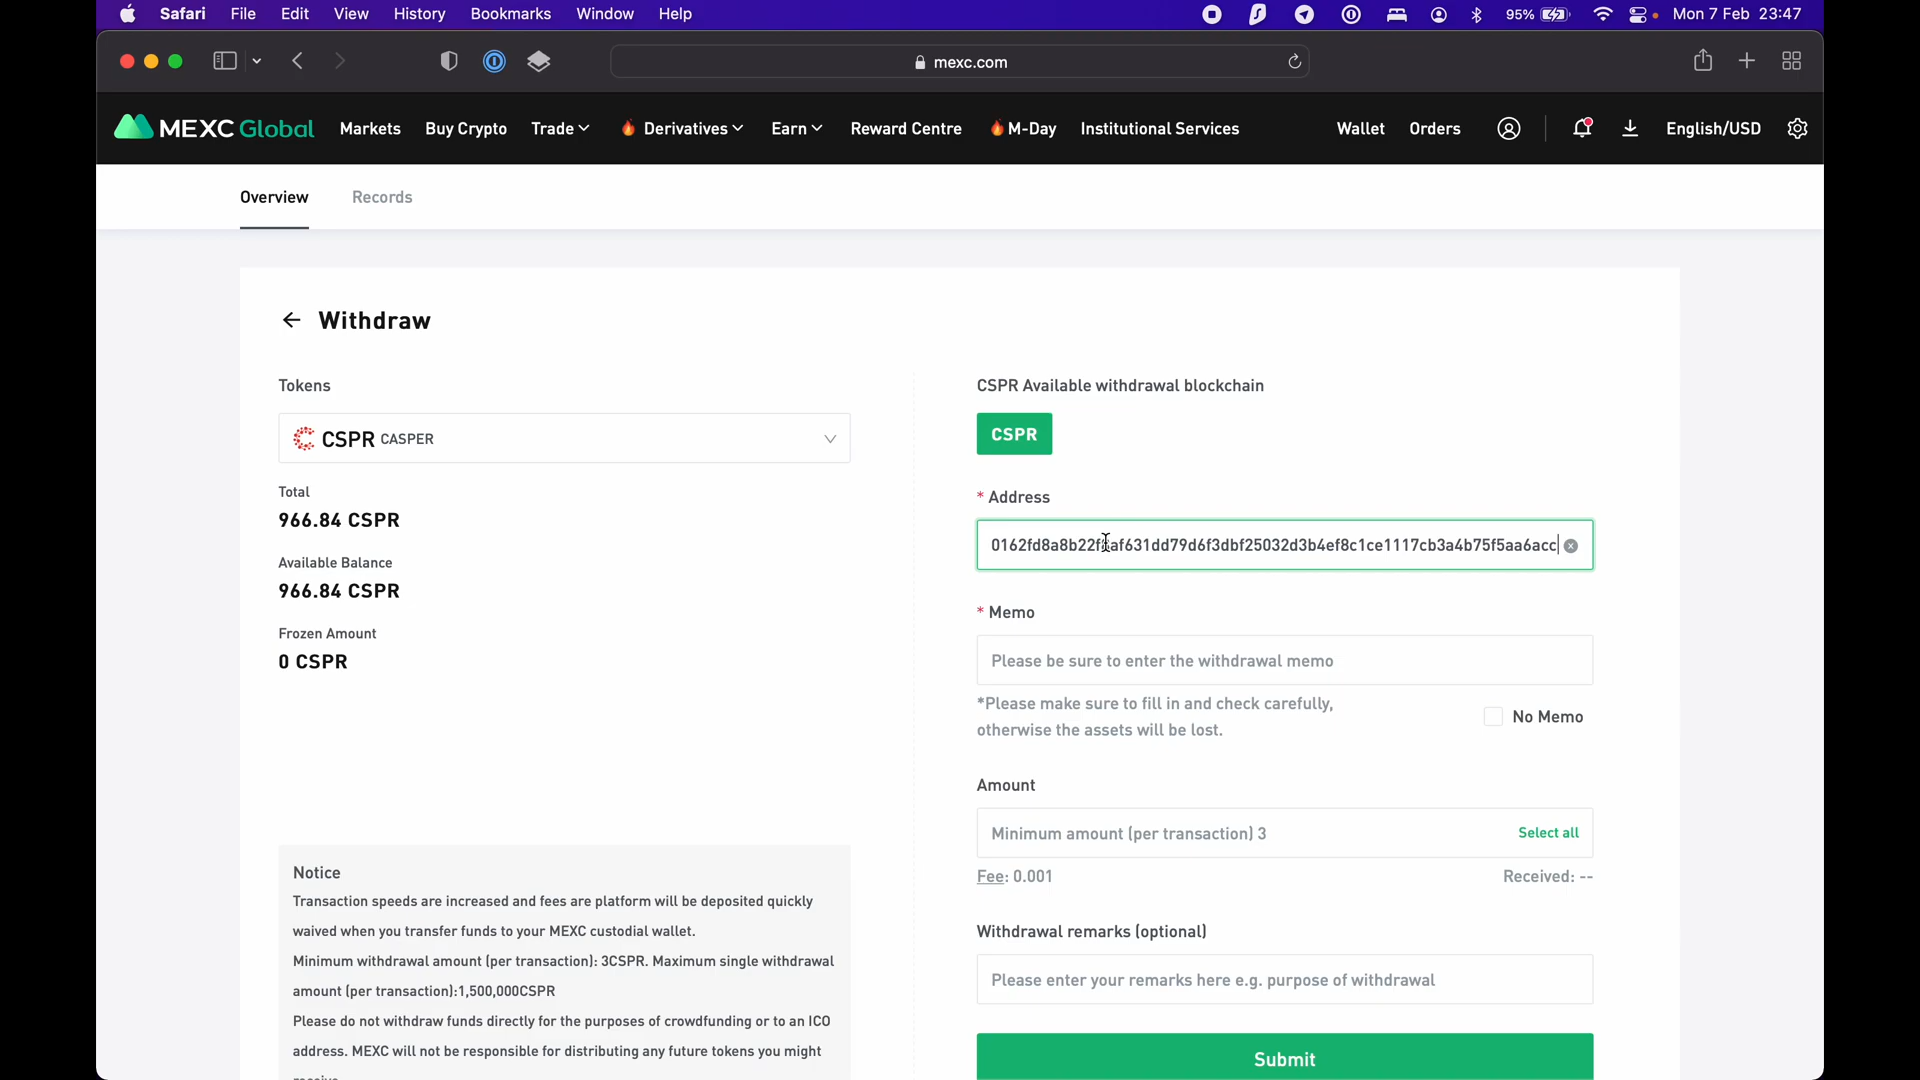 Safari File Edit View History Bookmarks Window Help 95% Mon 7 Feb 23:47
mexc.com
MEXC Global Markets Buy Crypto Trade Derivatives Earn Reward Centre M-Day Institutional Services Wallet Orders English/USD
Overview Records
Withdraw
Tokens
CSPR CASPER
Total
966.84 CSPR
Available Balance
966.84 CSPR
Frozen Amount
0 CSPR
Notice
Transaction speeds are increased and fees are platform will be deposited quickly
waived when you transfer funds to your MEXC custodial wallet.
Minimum withdrawal amount (per transaction): 3CSPR. Maximum single withdrawal
amount (per transaction):1,500,000CSPR
Please do not withdraw funds directly for the purposes of crowdfunding or to an ICO
address. MEXC will not be responsible for distributing any future tokens you might
CSPR Available withdrawal blockchain
CSPR
* Address
* Memo
Please be sure to enter the withdrawal memo
*Please make sure to fill in and check carefully,
otherwise the assets will be lost.
No Memo
Amount
Minimum amount (per transaction) 3 Select all
Fee: 0.001 Received: --
Withdrawal remarks (optional)
Please enter your remarks here e.g. purpose of withdrawal
Submit